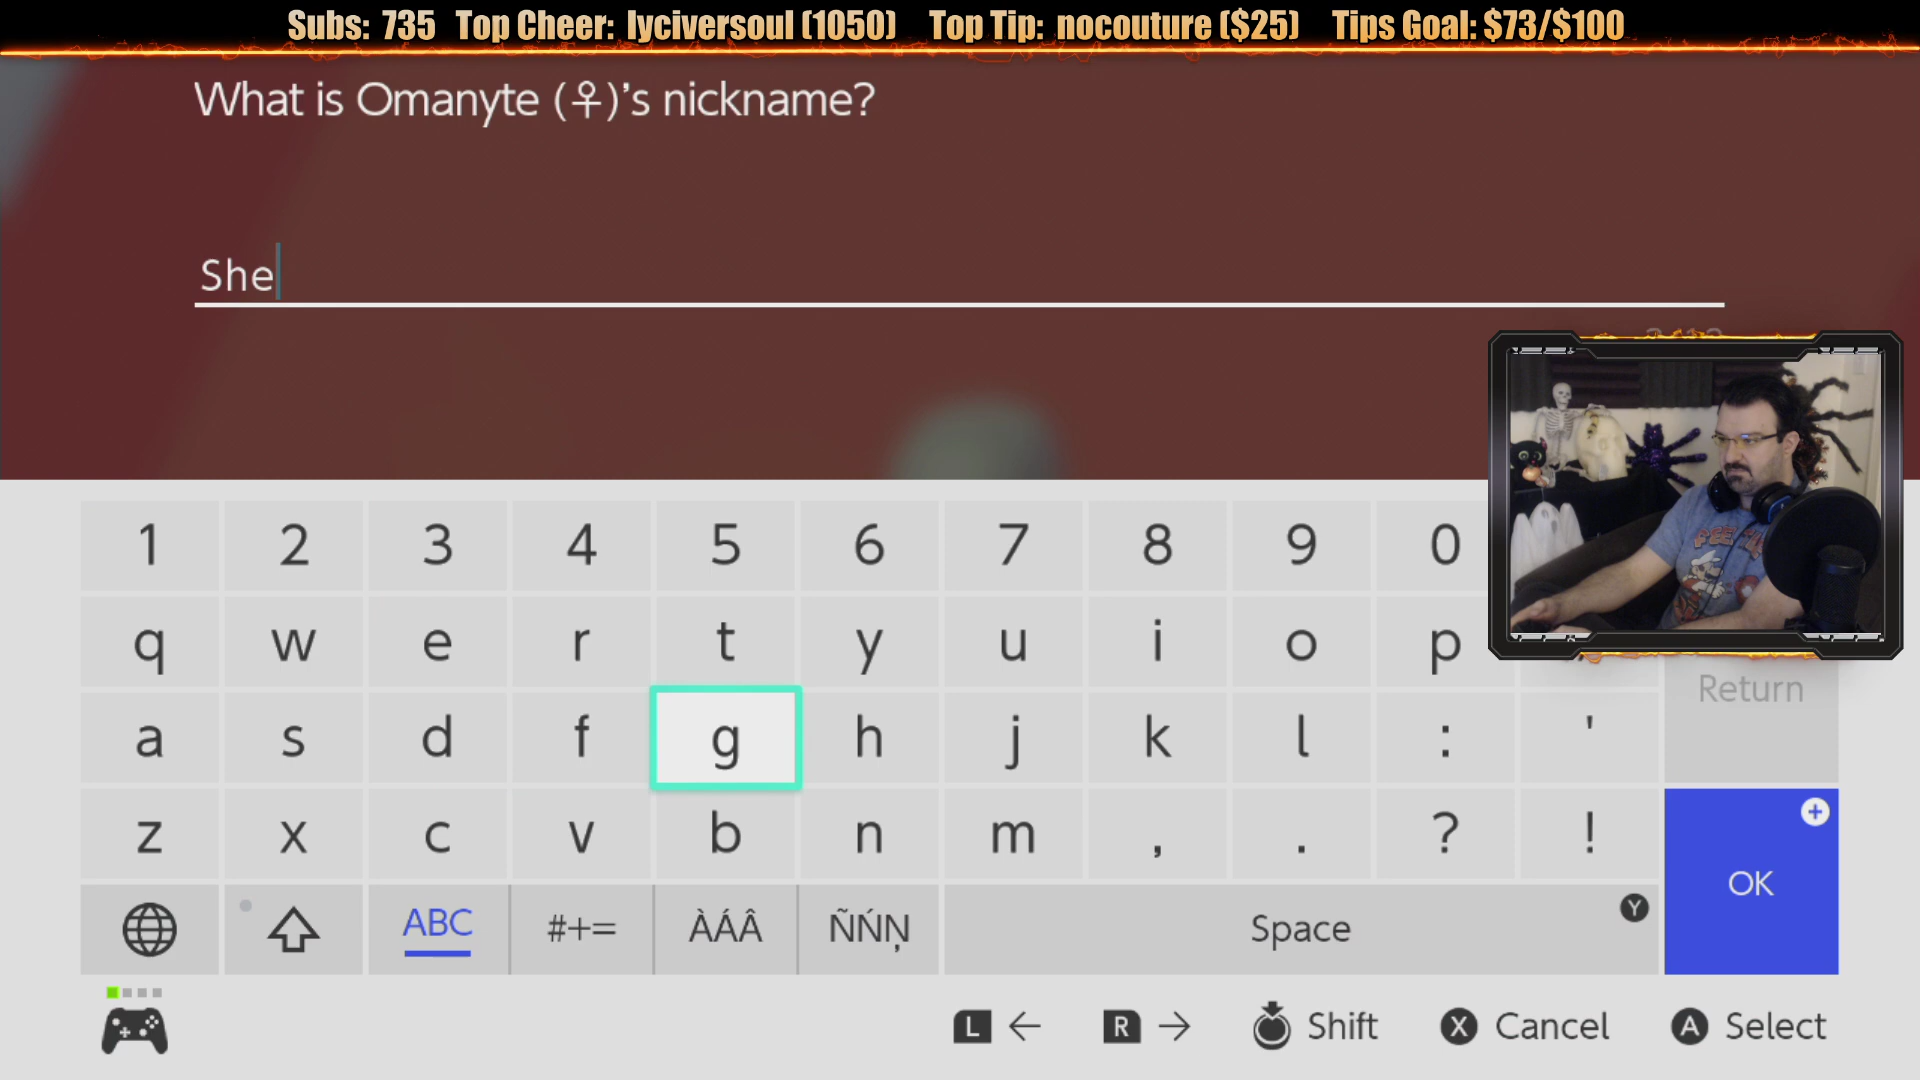 Subs: 735 Top Cheer: lyciversoul (1050) Top Tip: nocouture ($25) Tips Goal: $73/$100
What is Omanyte (♀)’s nickname?
She
1 2 3 4 5 6 7 8 9 0
q w e r t y u i o p
Return
a s d f g h j k l : '
z x c v b n m , . ? !
+
OK
ABC #+= ÀÁÂ ÑŃŅ Space Y
L ← R → Shift X Cancel A Select